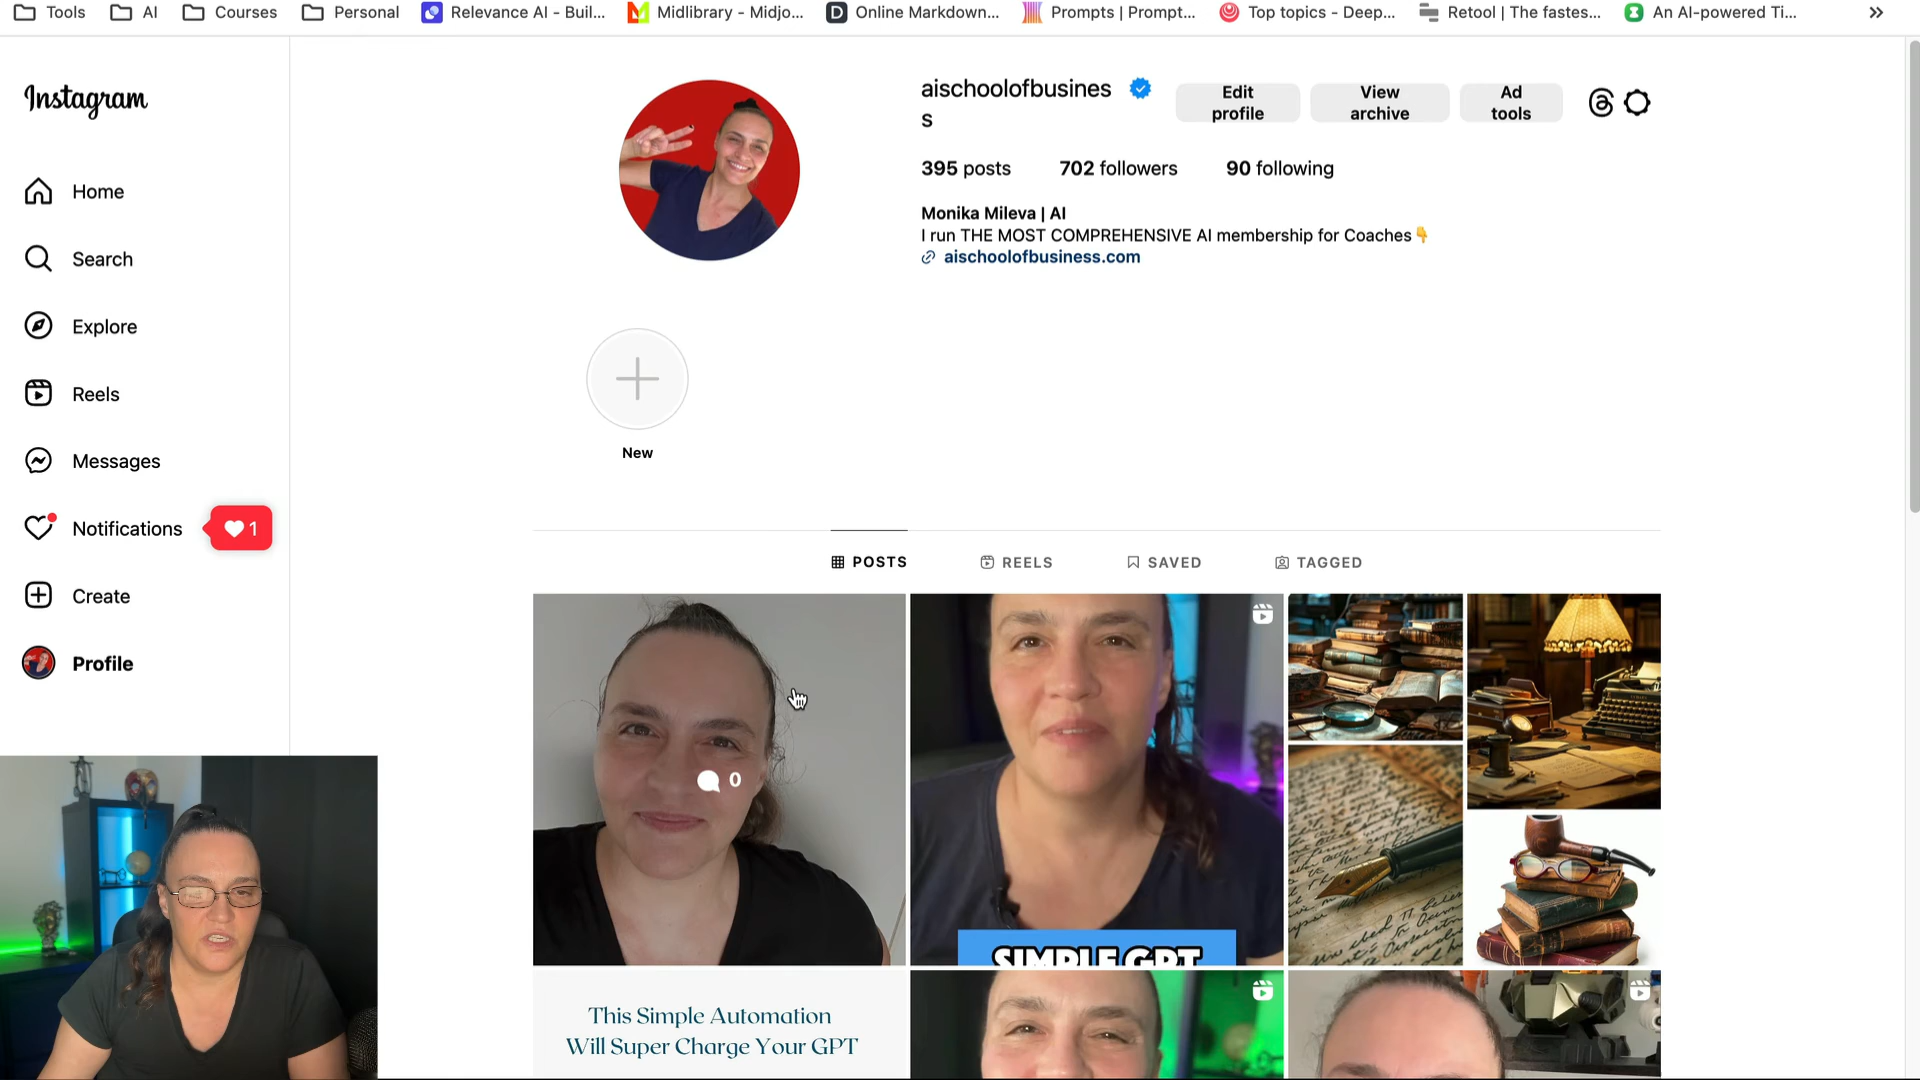 Tools
AI
Courses
Personal
Relevance AI - Buil...
Midlibrary - Midjo...
Online Markdown...
Prompts | Prompt...
Top topics - Deep...
Retool | The fastes...
An AI-powered Ti...
Instagram
Home
Search
Explore
Reels
Messages
Notifications
1
Create
Profile
aischoolofbusines
s
Edit
profile
View
archive
Ad
tools
395 posts
702 followers
90 following
Monika Mileva | AI
I run THE MOST COMPREHENSIVE AI membership for Coaches👇
aischoolofbusiness.com
New
POSTS
REELS
SAVED
TAGGED
0
SIMPLE GPT
This Simple Automation
Will Super Charge Your GPT